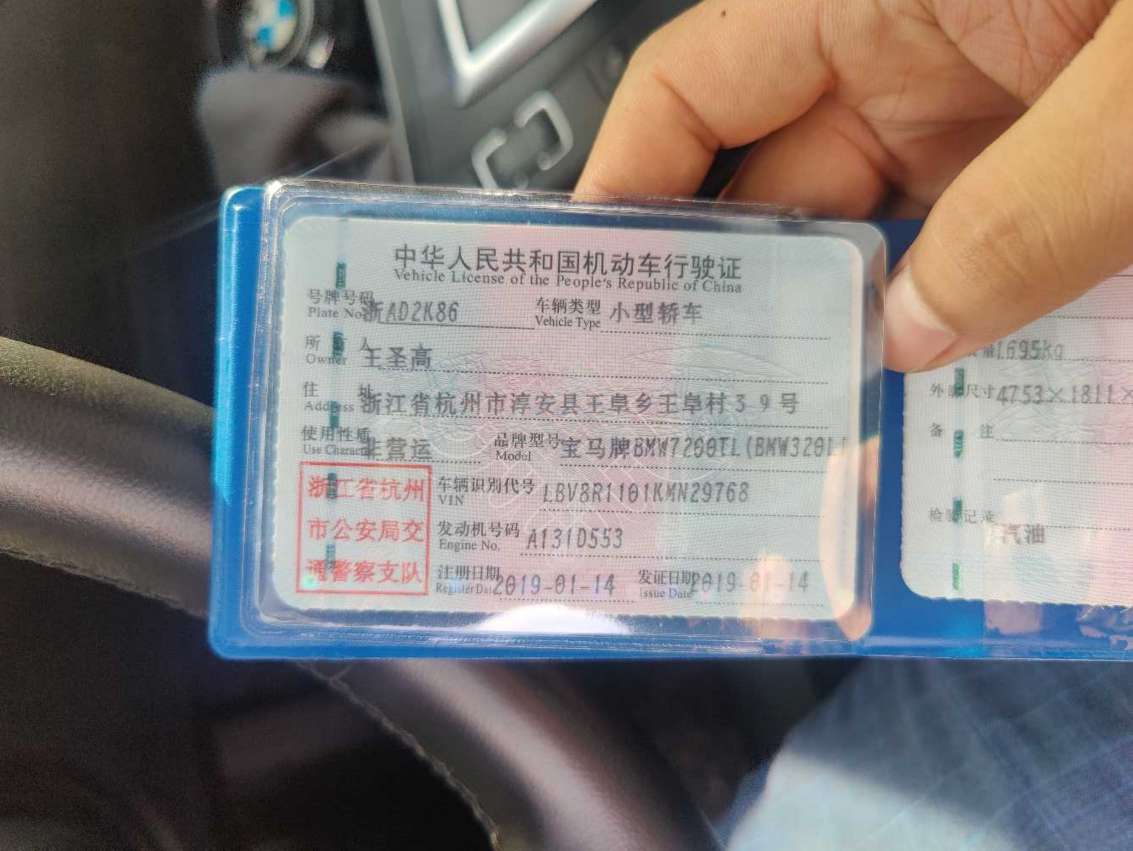 中华人民共和国机动车行驶证
Vehicle License of the People's Republic of China
号牌号码 浙AD2K86 车辆类型 小型轿车
Plate No. Vehicle Type
所 有 人 王圣高
Owner
住 址 浙江省杭州市淳安县王阜乡王阜村39号
Address
使用性质 非营运 品牌型号 宝马牌BMW7200TL(BMW320L)
Use Character Model
浙江省杭州
市公安局交
通警察支队
车辆识别代号 LBV8R1101KMN29768
VIN
发动机号码 A131D553
Engine No.
注册日期 2019-01-14 发证日期 2019-01-14
Register Date Issue Date
1695kg
外廓尺寸 4753×1811×
备 注
检验记录
汽油